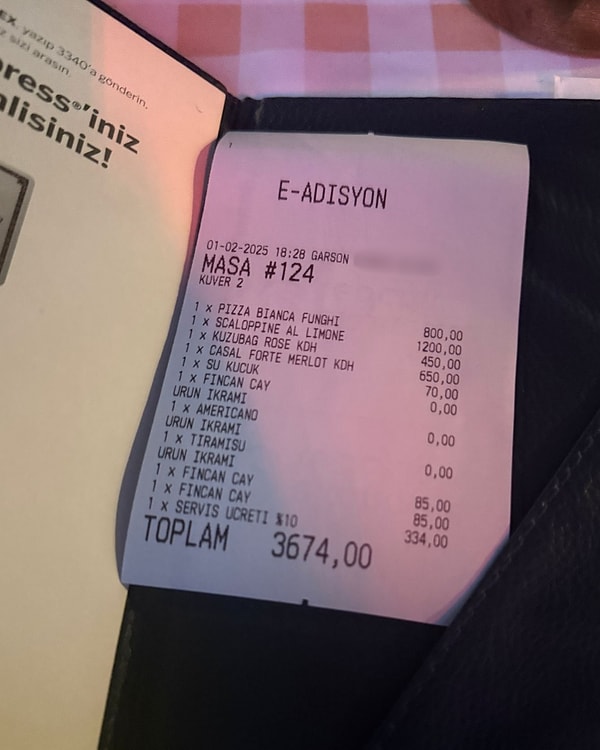 EX, yazıp 3340'a gönderin.
z sizi arasın.
press®'iniz
alisiniz!
1
E-ADISYON
01-02-2025 18:28 GARSON
MASA #124
KUVER 2
1 x PIZZA BIANCA FUNGHI 800,00
1 x SCALOPPINE AL LIMONE 1200,00
1 x KUZUBAG ROSE KDH 450,00
1 x CASAL FORTE MERLOT KDH 650,00
1 x SU KUCUK 70,00
1 x FINCAN CAY 0,00
URUN IKRAMI
1 x AMERICANO 0,00
URUN IKRAMI
1 x TIRAMISU 0,00
URUN IKRAMI
1 x FINCAN CAY 85,00
1 x FINCAN CAY 85,00
1 x SERVIS UCRETI %10 334,00
TOPLAM 3674,00